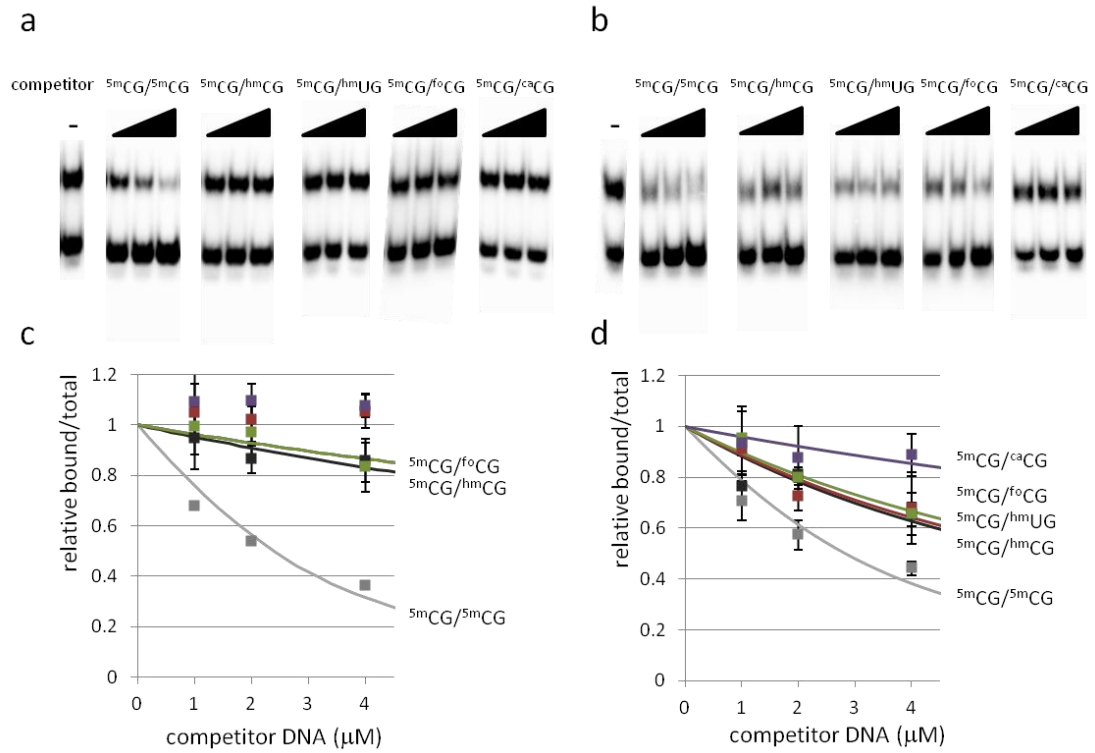 a b
competitor ⁵ᵐCG/⁵ᵐCG ⁵ᵐCG/ʰᵐCG ⁵ᵐCG/ʰᵐUG ⁵ᵐCG/ᶠᵒCG ⁵ᵐCG/ᶜᵃCG ⁵ᵐCG/⁵ᵐCG ⁵ᵐCG/ʰᵐCG ⁵ᵐCG/ʰᵐUG ⁵ᵐCG/ᶠᵒCG ⁵ᵐCG/ᶜᵃCG
- -
c
relative bound/total
1.2
1
0.8
0.6
0.4
0.2
0
0 1 2 3 4
competitor DNA (μM)
⁵ᵐCG/ᶠᵒCG
⁵ᵐCG/ʰᵐCG
⁵ᵐCG/⁵ᵐCG
d
relative bound/total
1.2
1
0.8
0.6
0.4
0.2
0
0 1 2 3 4
competitor DNA (μM)
⁵ᵐCG/ᶜᵃCG
⁵ᵐCG/ᶠᵒCG
⁵ᵐCG/ʰᵐUG
⁵ᵐCG/ʰᵐCG
⁵ᵐCG/⁵ᵐCG